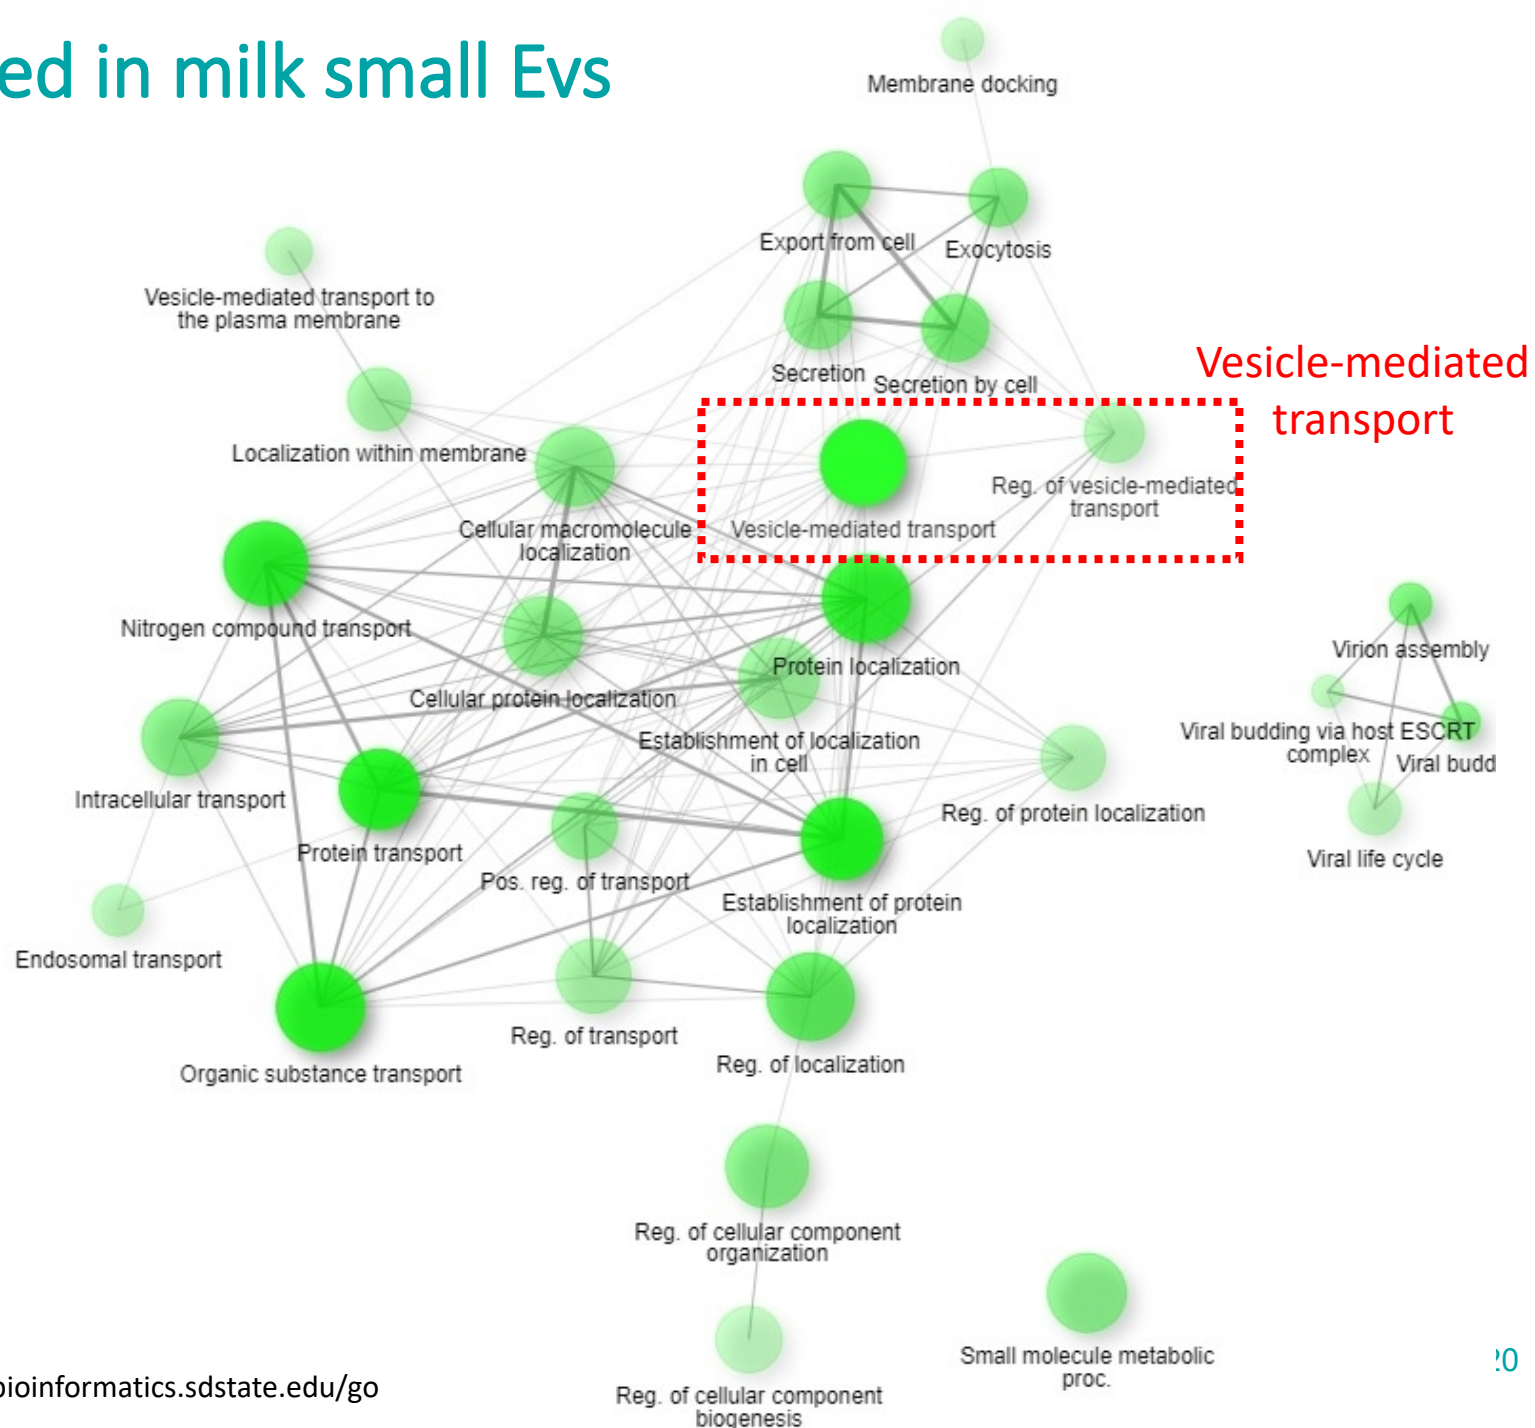 ed in milk small Evs
Membrane docking
Export from cell
Exocytosis
Vesicle-mediated transport to
the plasma membrane
Secretion
Secretion by cell
Vesicle-mediated
transport
Localization within membrane
Reg. of vesicle-mediated
transport
Cellular macromolecule
localization
Vesicle-mediated transport
Nitrogen compound transport
Protein localization
Virion assembly
Cellular protein localization
Establishment of localization
in cell
Viral budding via host ESCRT
complex
Viral budd
Intracellular transport
Reg. of protein localization
Protein transport
Pos. reg. of transport
Viral life cycle
Establishment of protein
localization
Endosomal transport
Reg. of transport
Reg. of localization
Organic substance transport
Reg. of cellular component
organization
Small molecule metabolic
proc.
20
bioinformatics.sdstate.edu/go
Reg. of cellular component
biogenesis